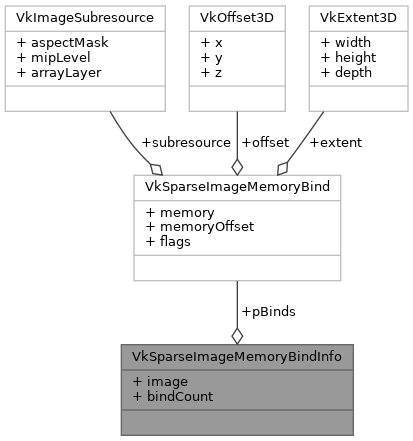 VkImageSubresource
+ aspectMask
+ mipLevel
+ arrayLayer
VkOffset3D
+ x
+ y
+ z
VkExtent3D
+ width
+ height
+ depth
+subresource
+offset
+extent
VkSparseImageMemoryBind
+ memory
+ memoryOffset
+ flags
+pBinds
VkSparseImageMemoryBindInfo
+ image
+ bindCount